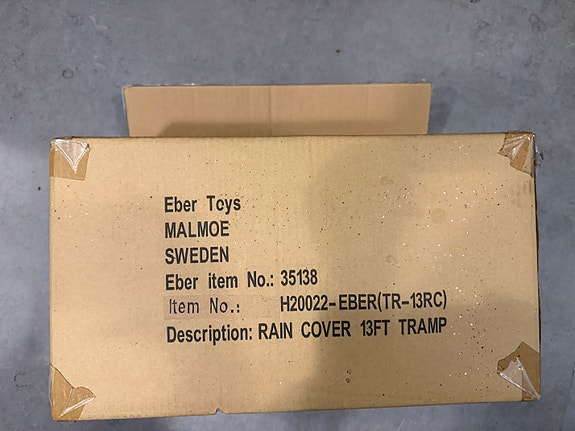 Eber Toys
MALMOE
SWEDEN
Eber item No.: 35138
Item No.: H20022-EBER(TR-13RC)
Description: RAIN COVER 13FT TRAMP